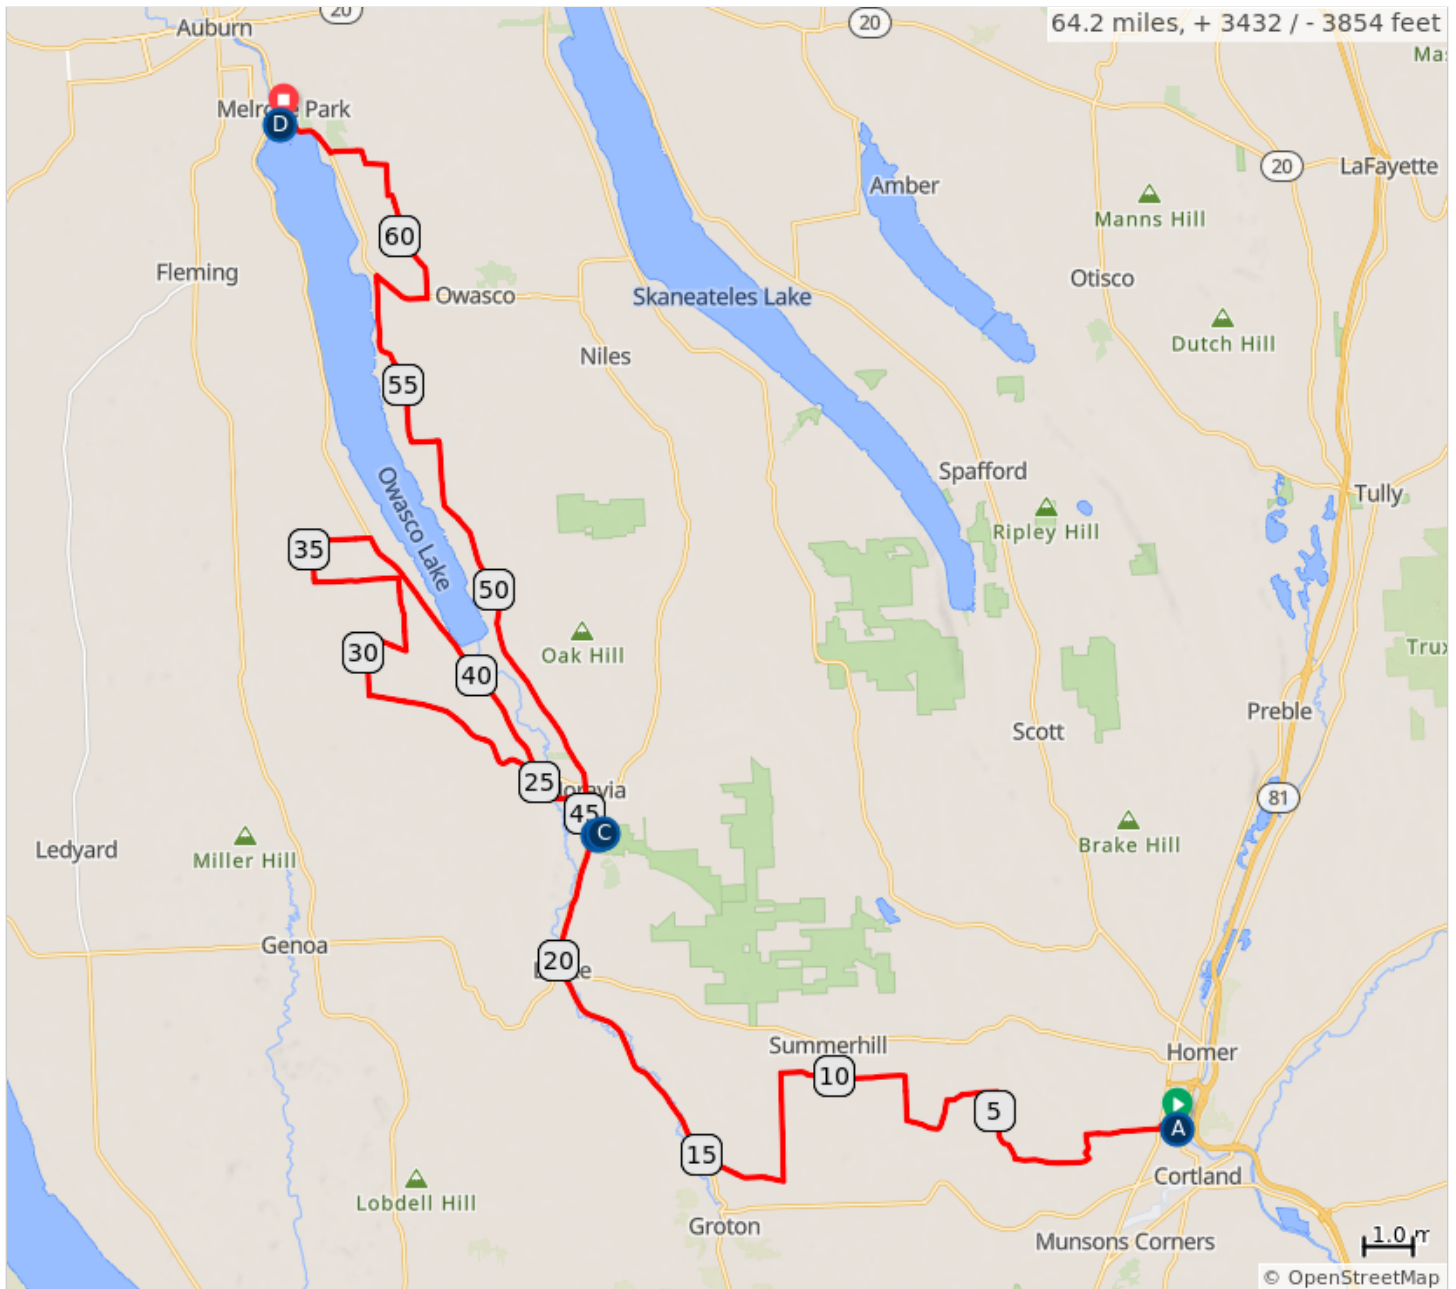 20
Auburn
20
64.2 miles, + 3432 / - 3854 feet
Melro Park
D
20
LaFayette
Amber
Manns Hill
60
Fleming
Owasco
Skaneateles Lake
Otisco
Dutch Hill
Niles
55
Spafford
Tully
Owasco Lake
Ripley Hill
35
50
30
Oak Hill
40
Preble
Scott
25
45
C
81
Ledyard
Miller Hill
Brake Hill
Genoa
20
Summerhill
Homer
10
5
A
15
Cortland
Lobdell Hill
Groton
Munsons Corners
1.0 m
© OpenStreetMap